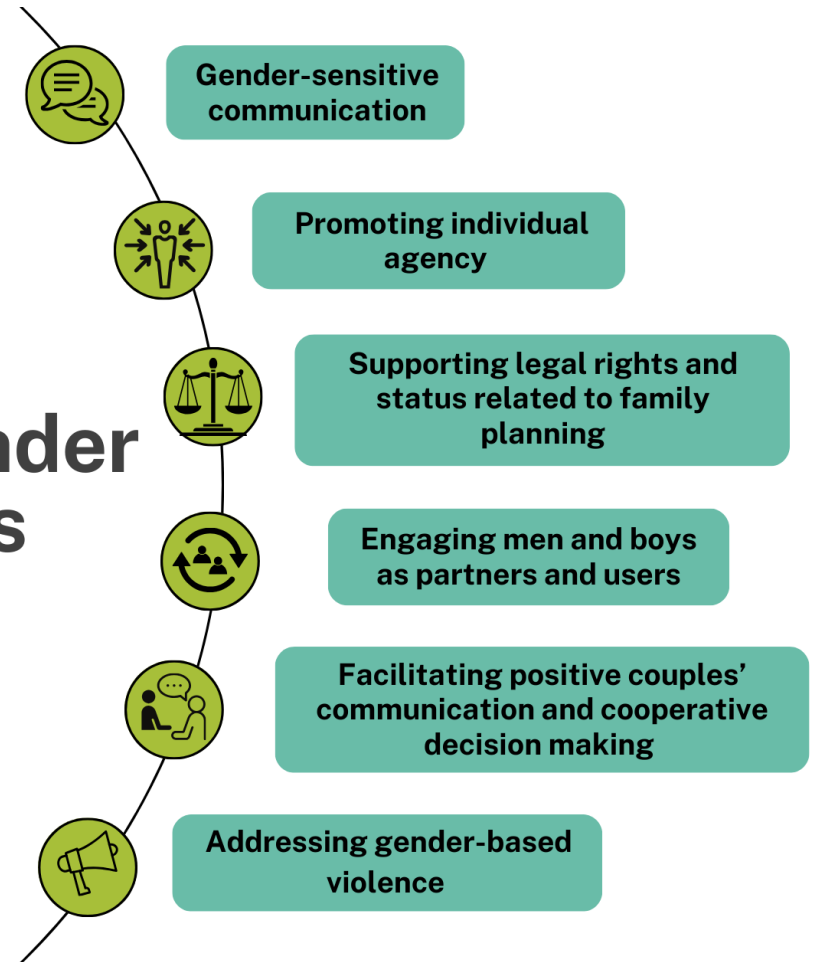 Gender-sensitive
communication
Promoting individual
agency
Supporting legal rights and
status related to family
planning
nder
s
Engaging men and boys
as partners and users
Facilitating positive couples’
communication and cooperative
decision making
Addressing gender-based
violence